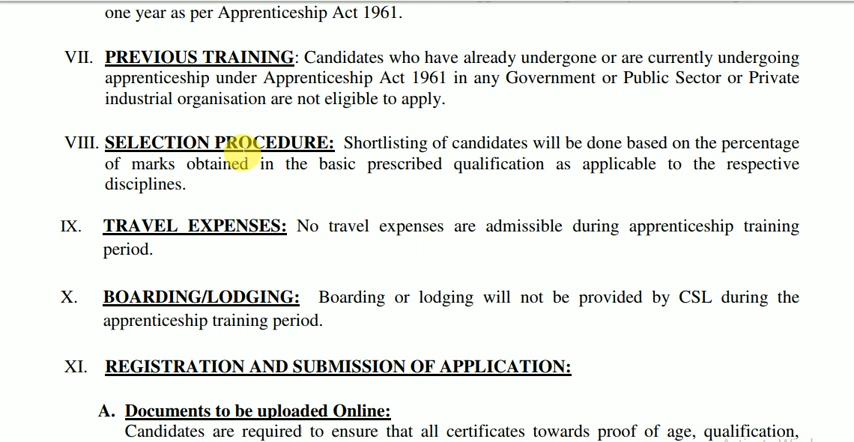 one year as per Apprenticeship Act 1961.
VII. PREVIOUS TRAINING: Candidates who have already undergone or are currently undergoing
apprenticeship under Apprenticeship Act 1961 in any Government or Public Sector or Private
industrial organisation are not eligible to apply.
VIII. SELECTION PROCEDURE: Shortlisting of candidates will be done based on the percentage
of marks obtained in the basic prescribed qualification as applicable to the respective
disciplines.
IX. TRAVEL EXPENSES: No travel expenses are admissible during apprenticeship training
period.
X. BOARDING/LODGING: Boarding or lodging will not be provided by CSL during the
apprenticeship training period.
XI. REGISTRATION AND SUBMISSION OF APPLICATION:
A. Documents to be uploaded Online:
Candidates are required to ensure that all certificates towards proof of age, qualification,